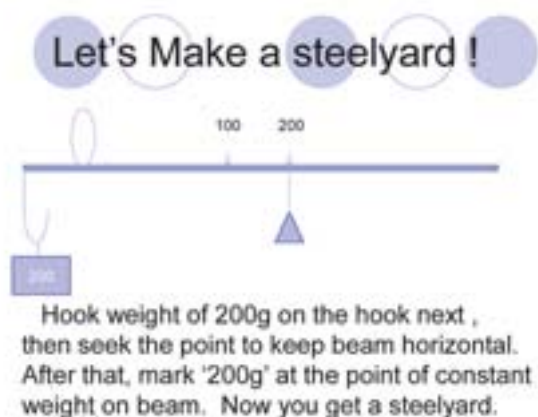 Let's Make a steelyard !
100 200
200
Hook weight of 200g on the hook next ,
then seek the point to keep beam horizontal.
After that, mark '200g' at the point of constant
weight on beam. Now you get a steelyard.